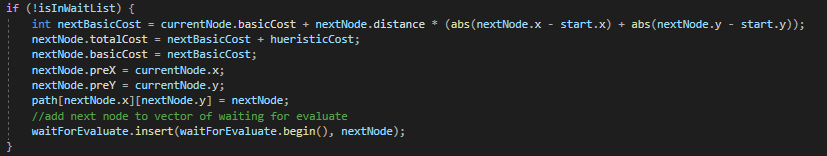 if (!isInWaitList) {
    int nextBasicCost = currentNode.basicCost + nextNode.distance * (abs(nextNode.x - start.x) + abs(nextNode.y - start.y));
    nextNode.totalCost = nextBasicCost + hueristicCost;
    nextNode.basicCost = nextBasicCost;
    nextNode.preX = currentNode.x;
    nextNode.preY = currentNode.y;
    path[nextNode.x][nextNode.y] = nextNode;
    //add next node to vector of waiting for evaluate
    waitForEvaluate.insert(waitForEvaluate.begin(), nextNode);
}